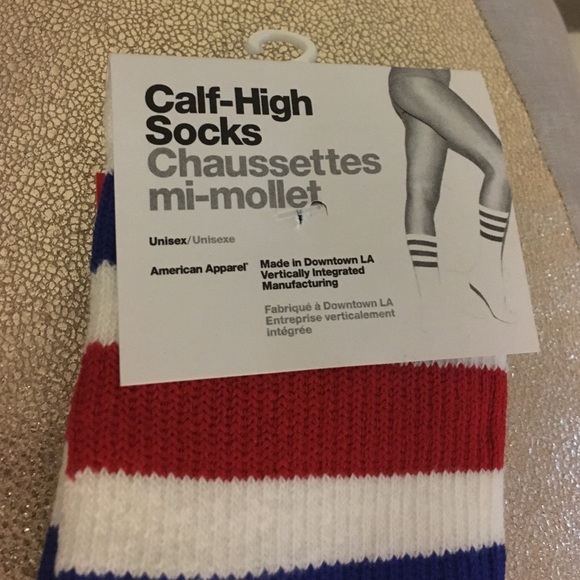 Calf-High
Socks
Chaussettes
mi-mollet
Unisex/Unisexe
American Apparel®
Made in Downtown LA
Vertically Integrated
Manufacturing
Fabriqué à Downtown LA
Entreprise verticalement
intégrée